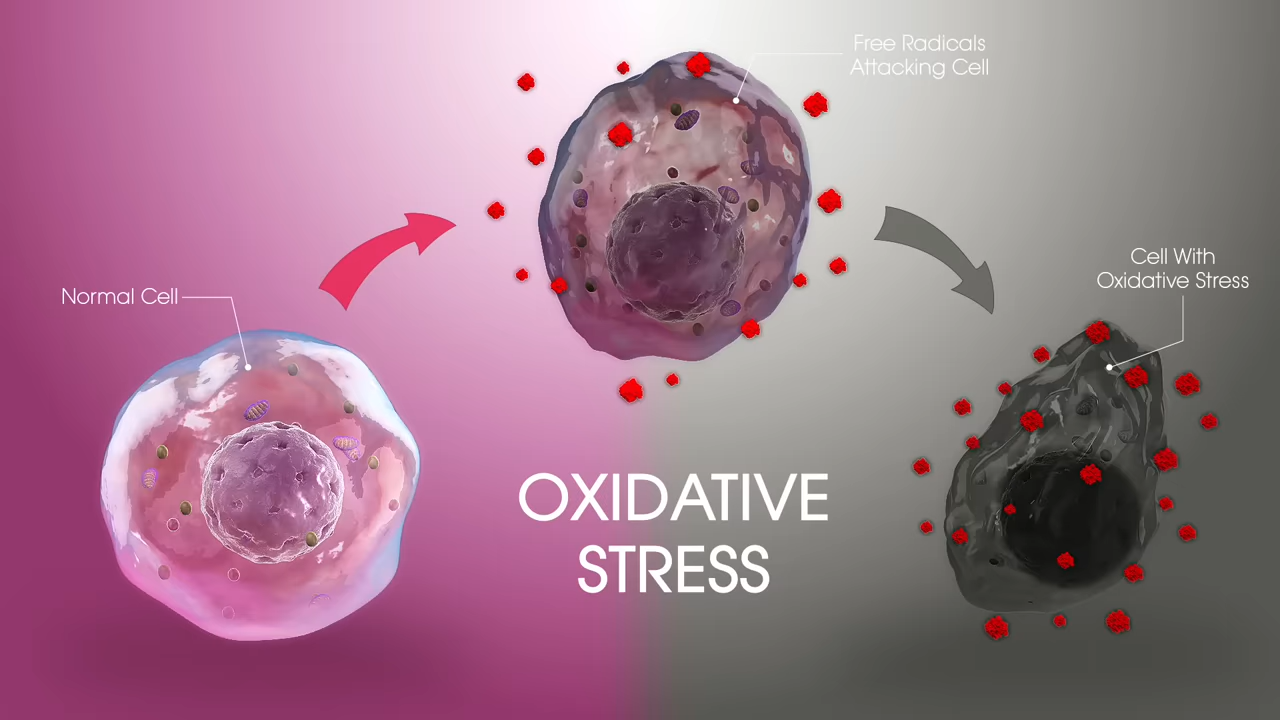 Free Radicals
Attacking Cell
Normal Cell
Cell With
Oxidative Stress
OXIDATIVE
STRESS